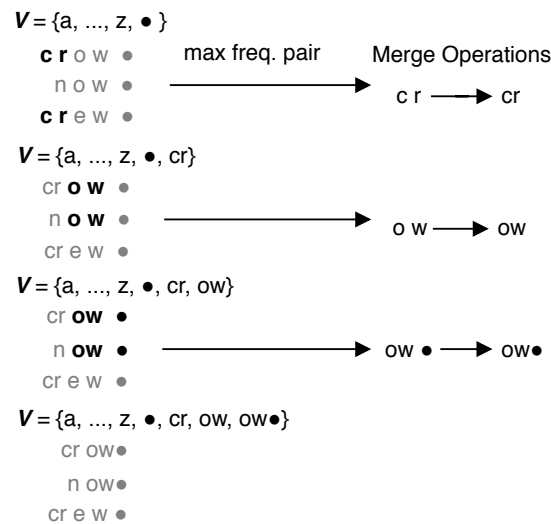 V = {a, ..., z, ● }
c r o w ● max freq. pair Merge Operations
n o w ● c r cr
c r e w ●
V = {a, ..., z, ●, cr}
cr o w ●
n o w ● o w ow
cr e w ●
V = {a, ..., z, ●, cr, ow}
cr ow ●
n ow ● ow ● ow●
cr e w ●
V = {a, ..., z, ●, cr, ow, ow●}
cr ow●
n ow●
cr e w ●